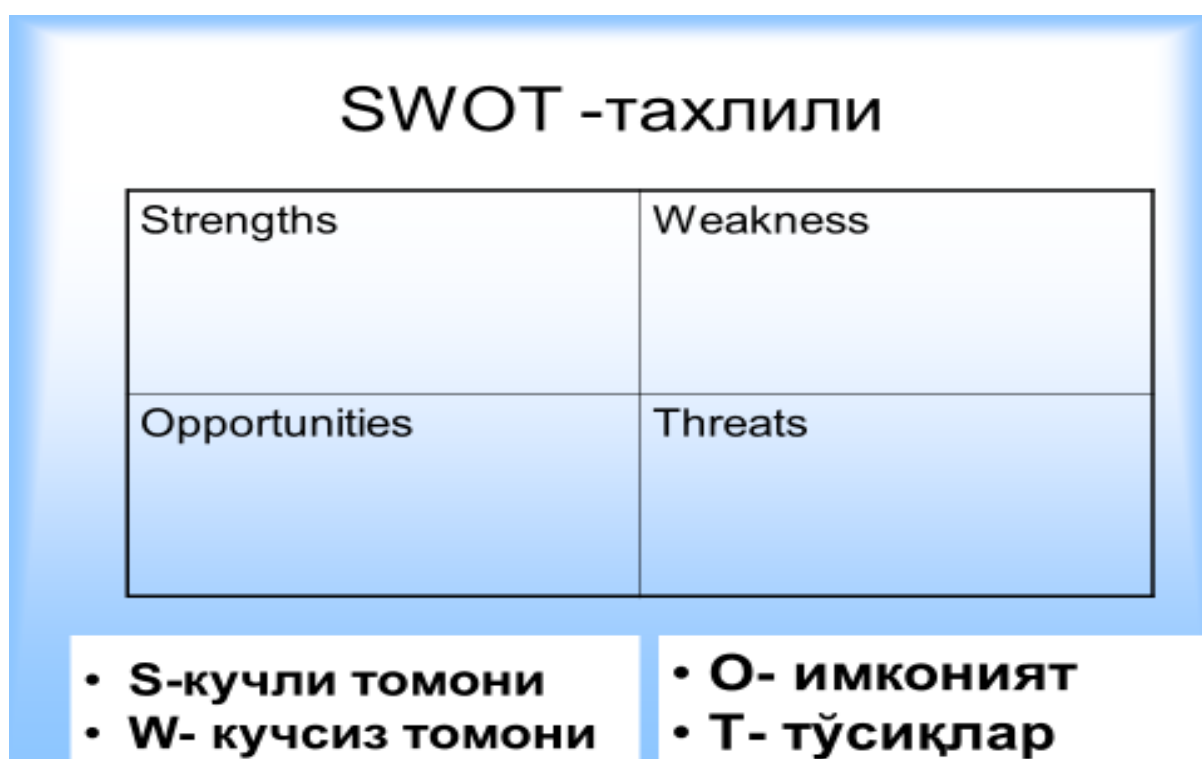 SWOT -тахлили
Strengths
Weakness
Opportunities
Threats
• S-кучли томони
• W- кучсиз томони
• O- имконият
• T- тўсиқлар